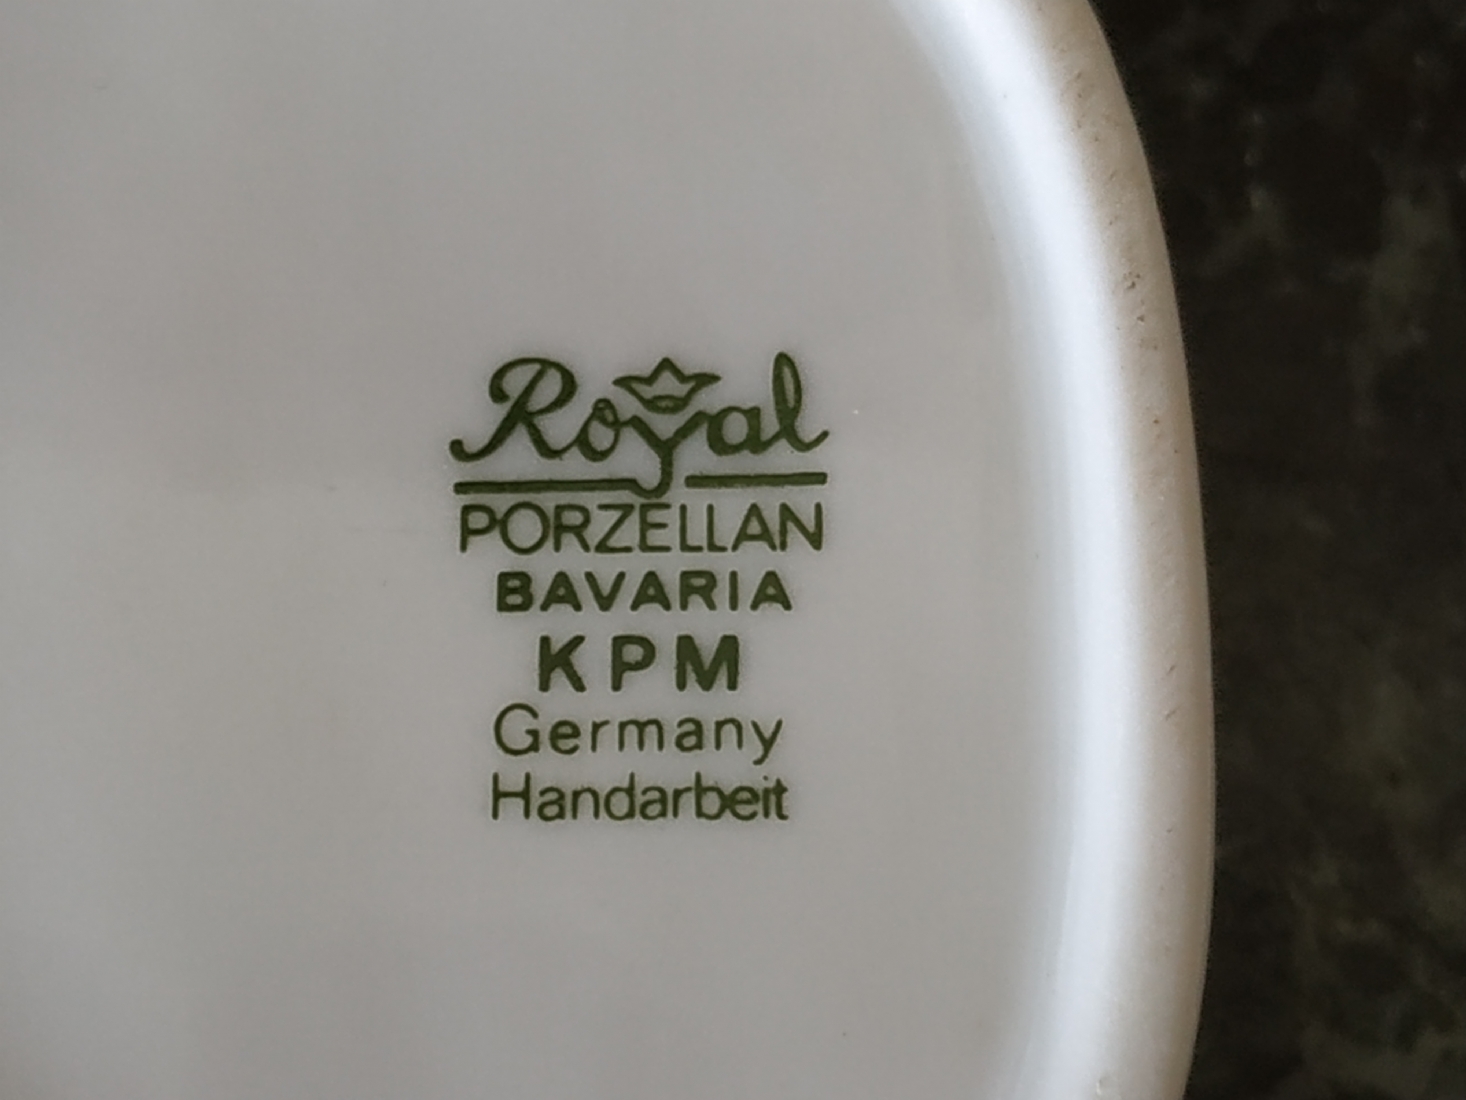 Royal
PORZELLAN
BAVARIA
KPM
Germany
Handarbeit